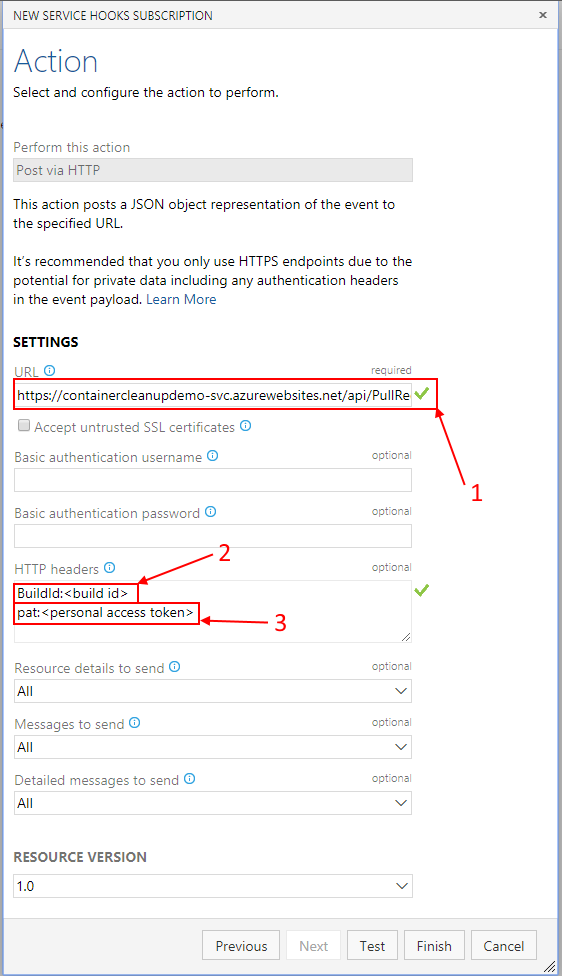 NEW SERVICE HOOKS SUBSCRIPTION
Action
Select and configure the action to perform.
Perform this action
Post via HTTP
This action posts a JSON object representation of the event to
the specified URL.
It's recommended that you only use HTTPS endpoints due to the
potential for private data including any authentication headers
in the event payload. Learn More
SETTINGS
URL required
https://containercleanupdemo-svc.azurewebsites.net/api/PullRe
Accept untrusted SSL certificates
1
Basic authentication username optional
Basic authentication password optional
2
HTTP headers optional
BuildId:<build id>
pat:<personal access token>
3
Resource details to send optional
All
Messages to send optional
All
Detailed messages to send optional
All
RESOURCE VERSION
1.0
Previous Next Test Finish Cancel